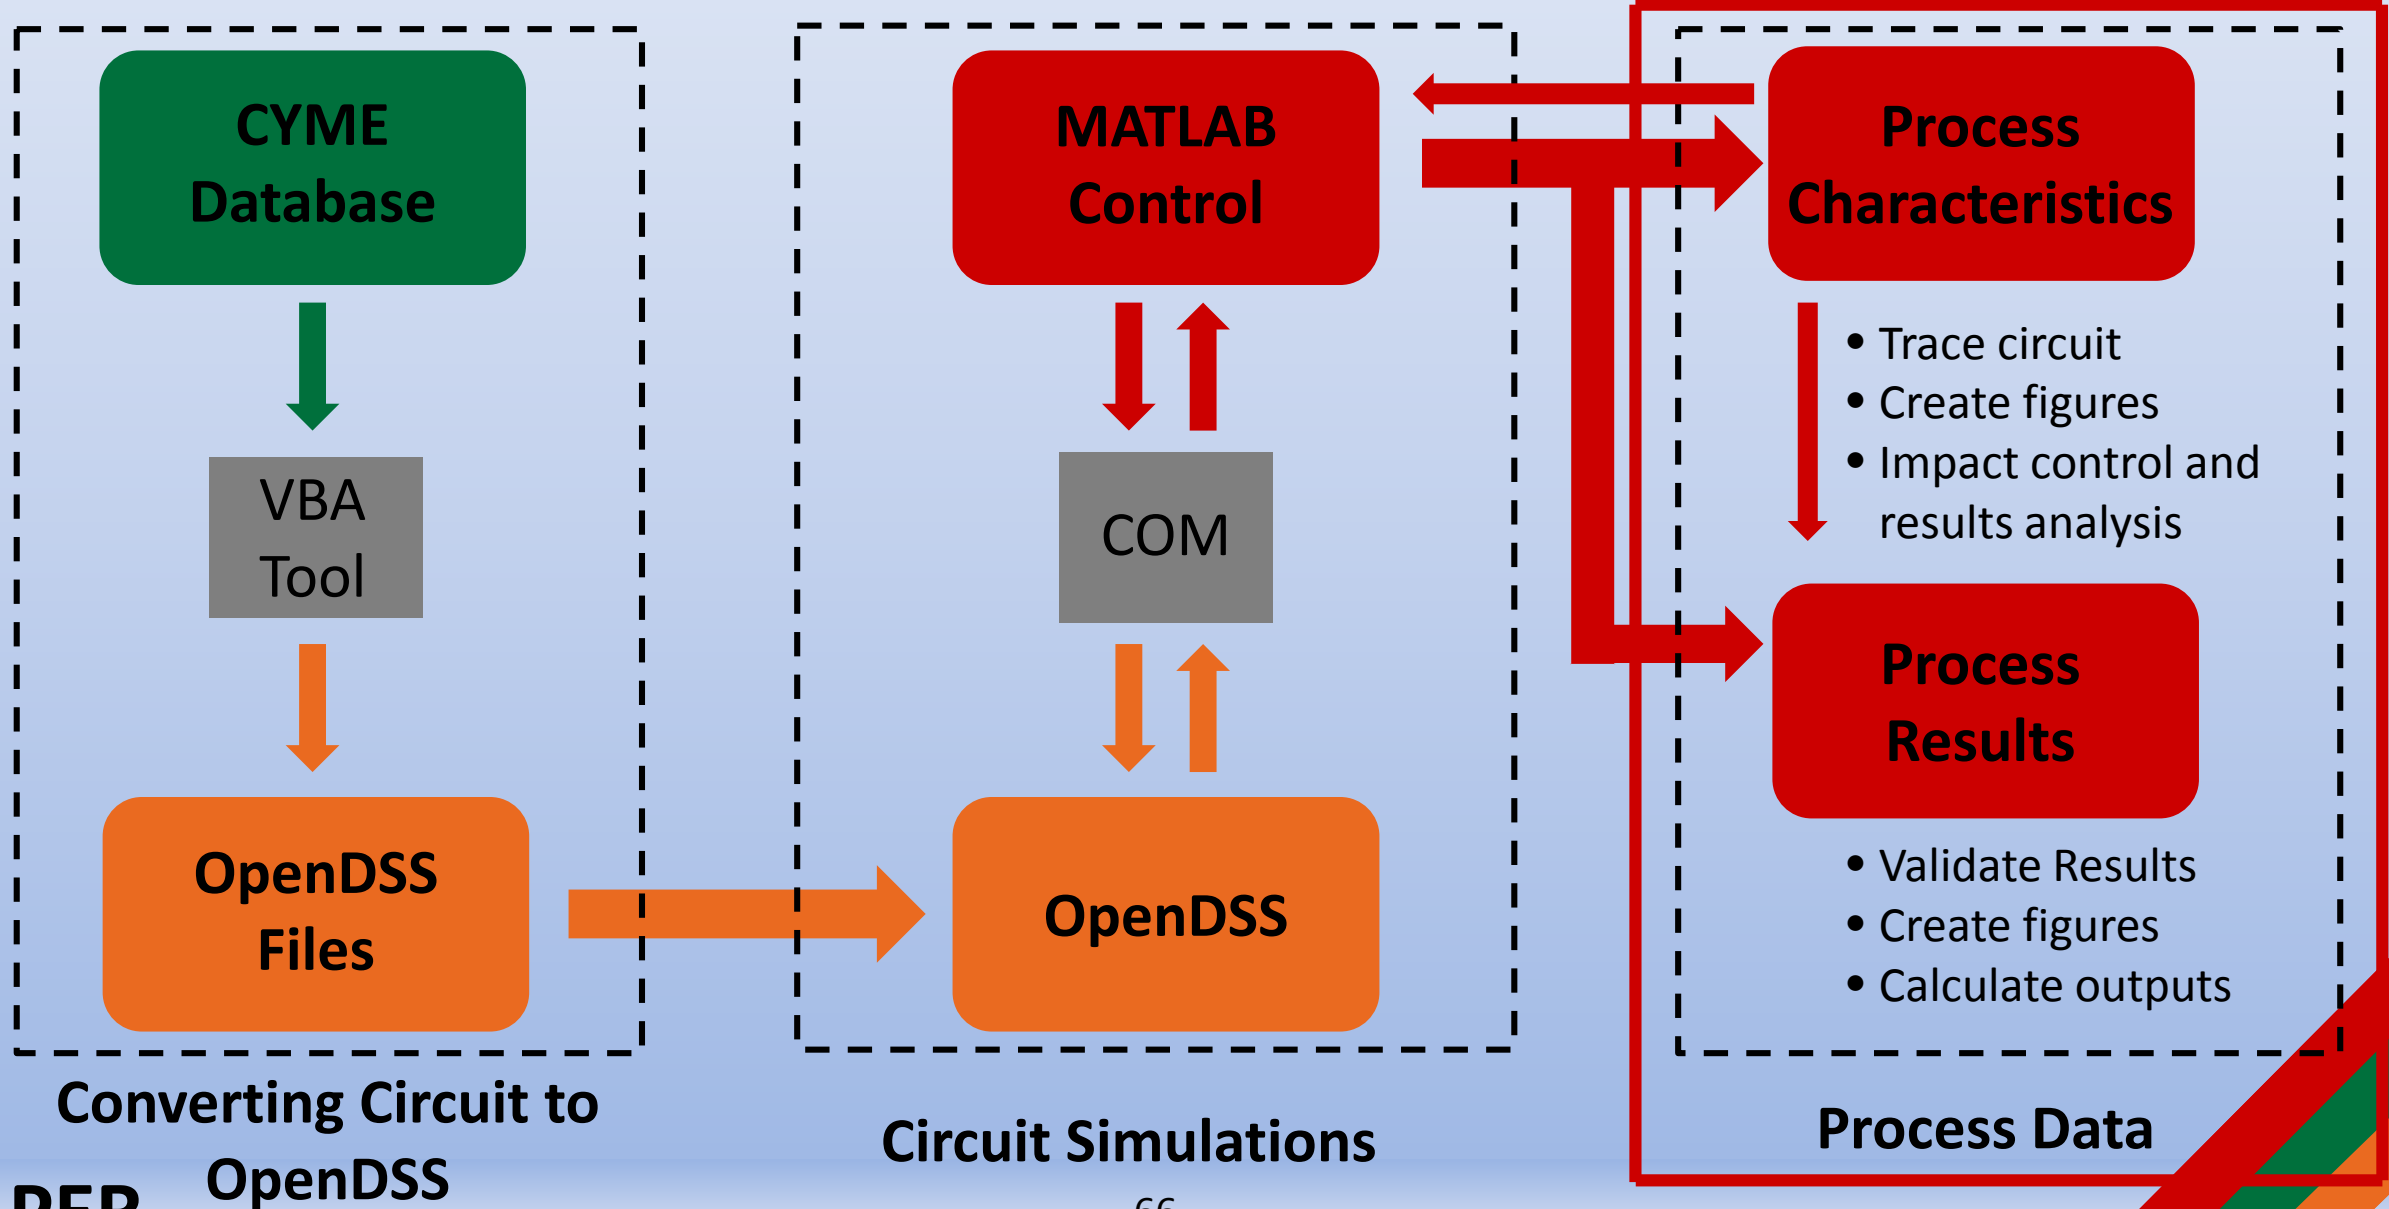 CYME
Database
VBA
Tool
OpenDSS
Files
Converting Circuit to
OpenDSS
MATLAB
Control
COM
OpenDSS
Circuit Simulations
Process
Characteristics
• Trace circuit
• Create figures
• Impact control and
results analysis
Process
Results
• Validate Results
• Create figures
• Calculate outputs
Process Data